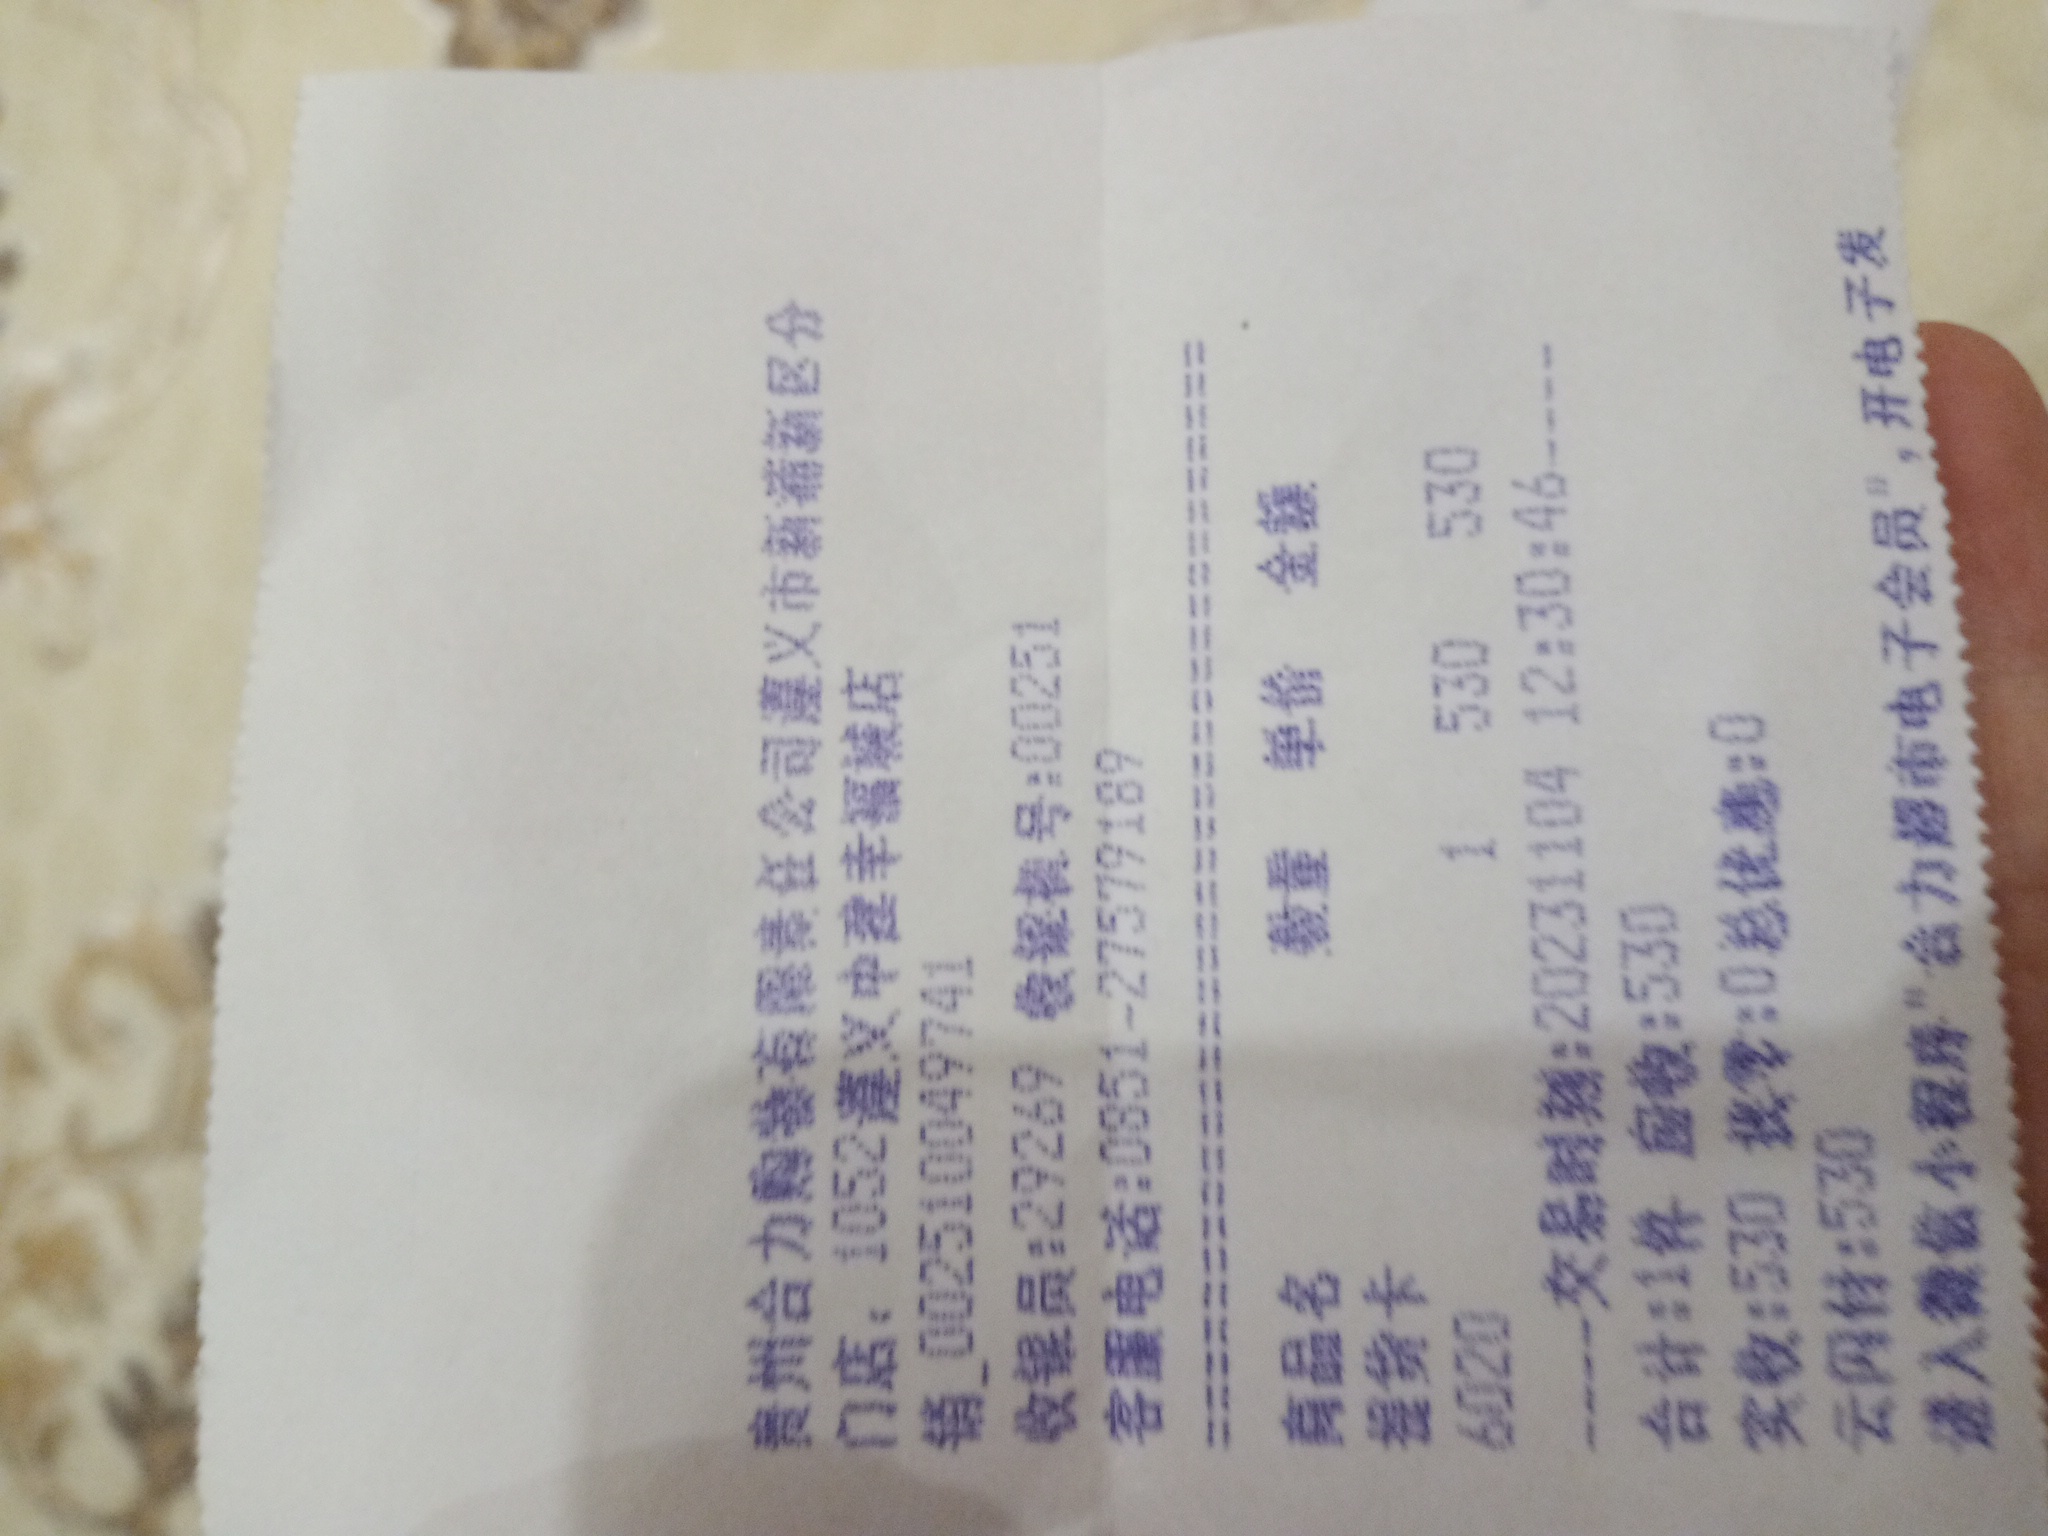 贵州合力购物有限责任公司遵义市新蒲新区分
门店: 1052遵义中建幸福城店
销_002510049741
收银员:29269 收银机号:00251
客重电话:0851-27579189
==========================================
商品名 数量 单价 金额
提货卡
6020 1 530 530
-----交易时刻:20231104 12:30:46-----
合计:1件 应收:530
实收:530 找零:0总优惠:0
云网付:530
进入微信小程序"合力超市电子会员",开电子发